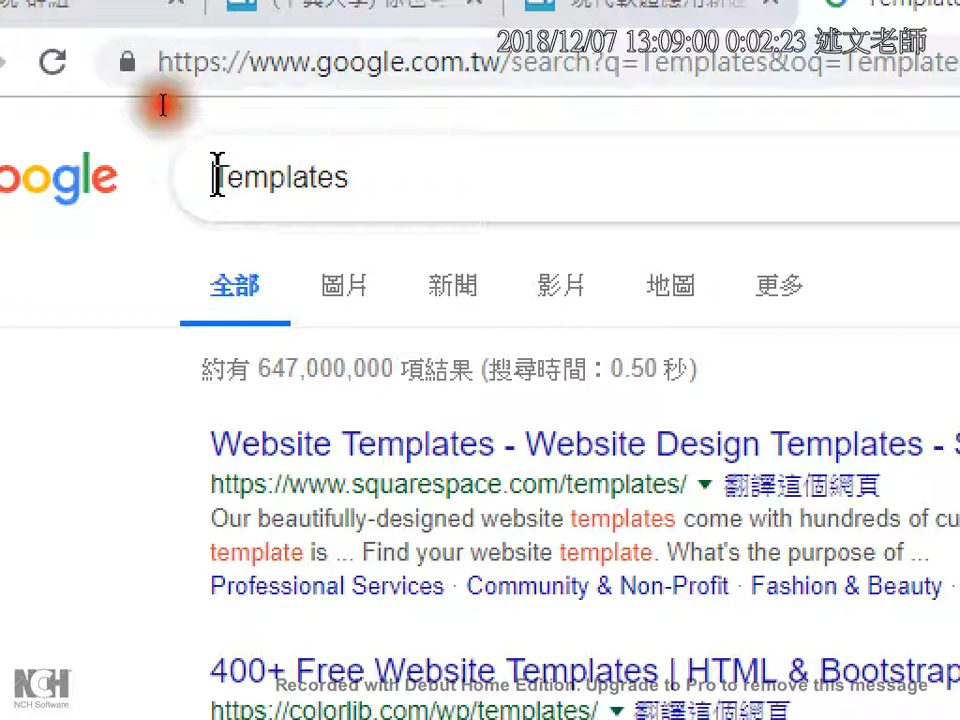 2018/12/07 13:09:00 0:02:23 述文老師
https://www.google.com.tw/search?q=Templates&oq=Template
oogle
Templates
全部 圖片 新聞 影片 地圖 更多
約有 647,000,000 項結果 (搜尋時間：0.50 秒)
Website Templates - Website Design Templates - S
https://www.squarespace.com/templates/ 翻譯這個網頁
Our beautifully-designed website templates come with hundreds of cu
template is ... Find your website template. What's the purpose of ...
Professional Services · Community & Non-Profit · Fashion & Beauty ·
400+ Free Website Templates | HTML & Bootstrap
Recorded with Debut Home Edition. Upgrade to Pro to remove this message
https://colorlib.com/wp/templates/ 翻譯這個網頁
NCH
NCH Software